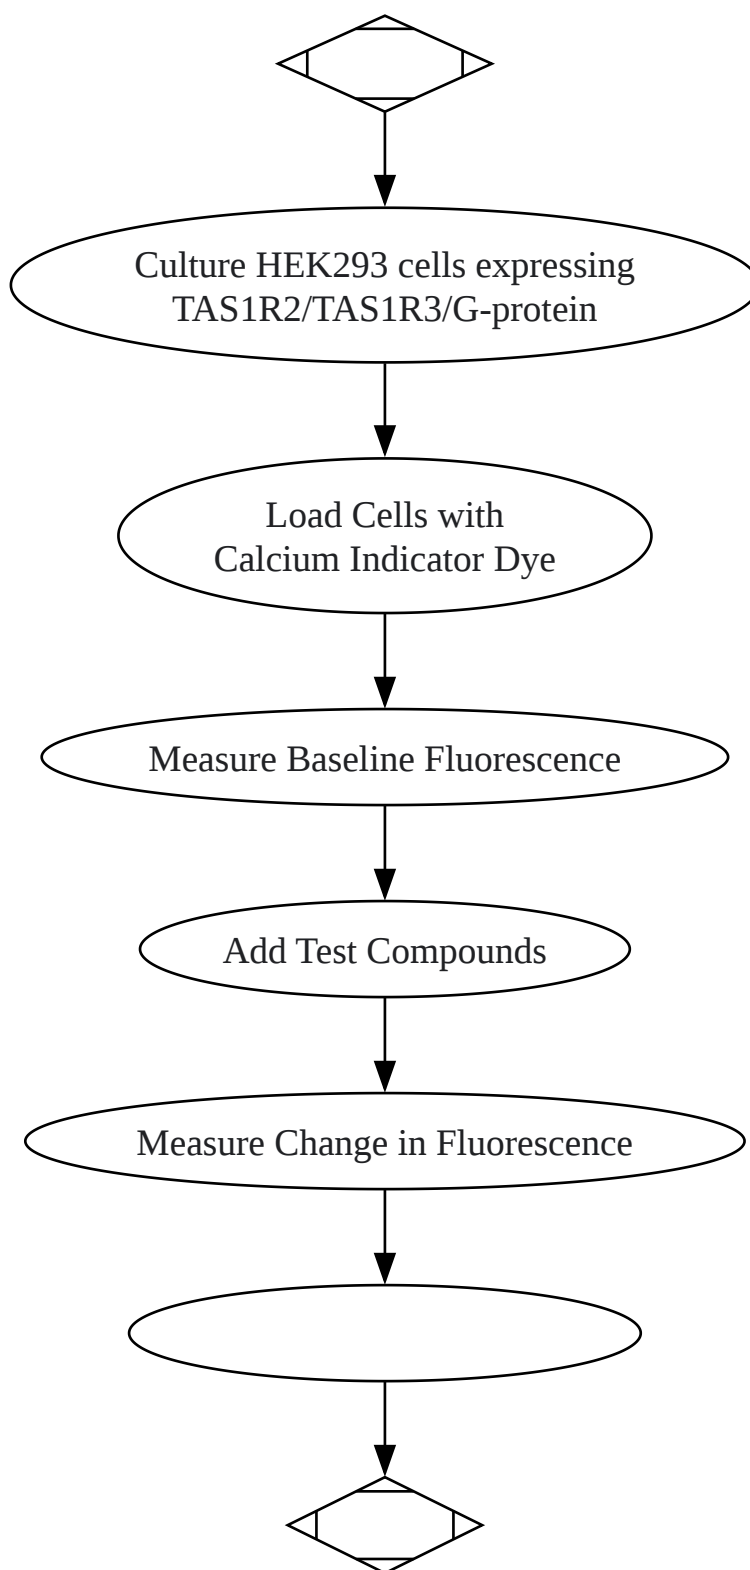 Culture HEK293 cells expressing
TAS1R2/TAS1R3/G-protein
Load Cells with
Calcium Indicator Dye
Measure Baseline Fluorescence
Add Test Compounds
Measure Change in Fluorescence